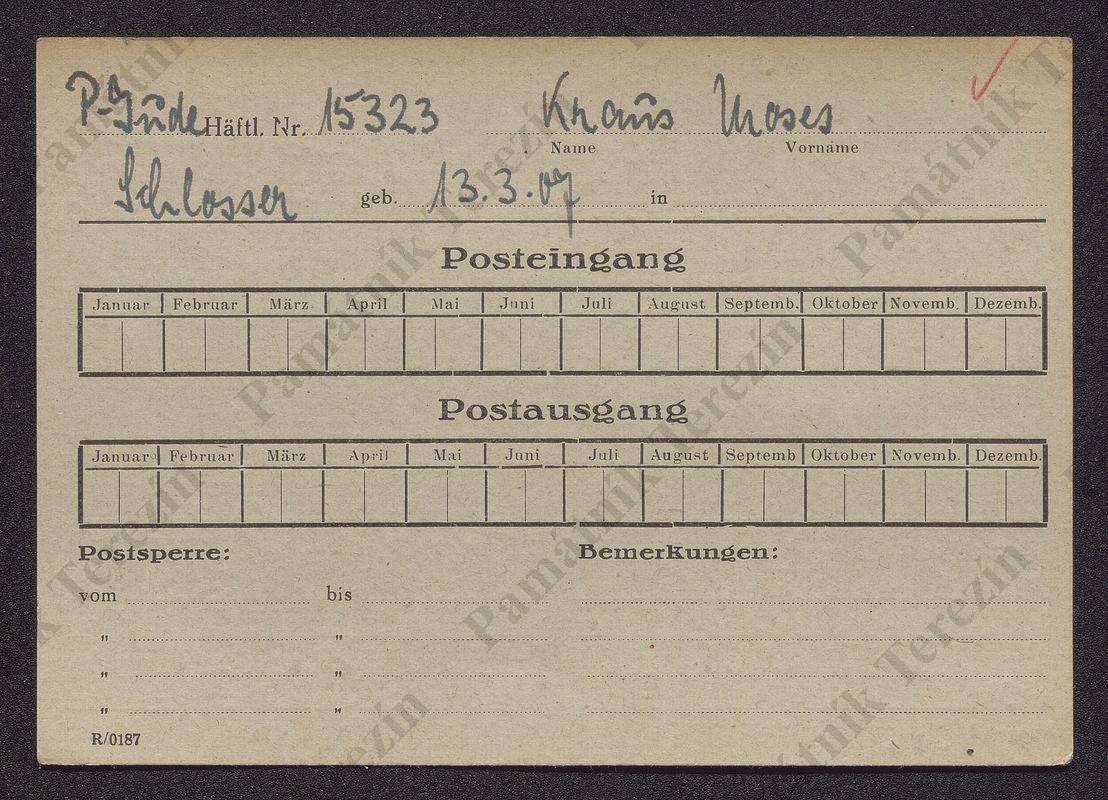 P-Jude Häftl. Nr. 15323 Kraus Moses
Name Vorname
Schlosser geb. 13.3.07 in
Posteingang
Januar Februar März April Mai Juni Juli August Septemb. Oktober Novemb. Dezemb.
Postausgang
Januar Februar März April Mai Juni Juli August Septemb Oktober Novemb. Dezemb.
Postsperre: Bemerkungen:
vom bis
" "
" "
" "
R/0187
Památník Terezín